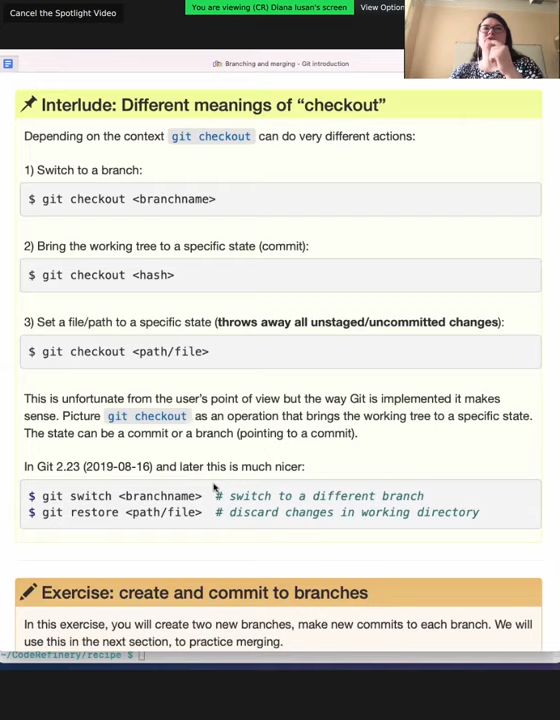 Cancel the Spotlight Video
You are viewing (CR) Diana Iusan's screen
View Option
Branching and merging - Git introduction
Interlude: Different meanings of “checkout”
Depending on the context git checkout can do very different actions:
1) Switch to a branch:
$ git checkout <branchname>
2) Bring the working tree to a specific state (commit):
$ git checkout <hash>
3) Set a file/path to a specific state (throws away all unstaged/uncommitted changes):
$ git checkout <path/file>
This is unfortunate from the user’s point of view but the way Git is implemented it makes
sense. Picture git checkout as an operation that brings the working tree to a specific state.
The state can be a commit or a branch (pointing to a commit).
In Git 2.23 (2019-08-16) and later this is much nicer:
$ git switch <branchname> # switch to a different branch
$ git restore <path/file> # discard changes in working directory
Exercise: create and commit to branches
In this exercise, you will create two new branches, make new commits to each branch. We will
use this in the next section, to practice merging.
~/CodeRefinery/recipe $